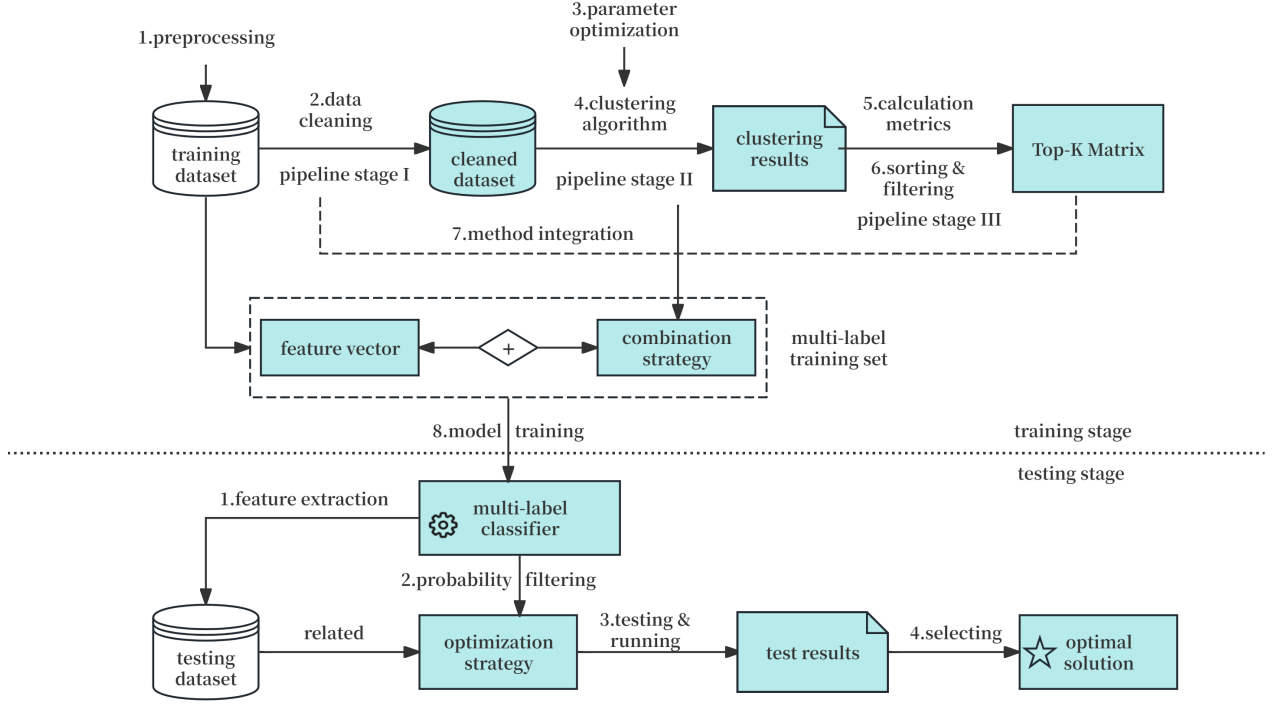 3.parameter
optimization
1.preprocessing
2.data
cleaning
4.clustering
algorithm
5.calculation
metrics
training
dataset
cleaned
dataset
clustering
results
Top-K Matrix
pipeline stage I
pipeline stage II
6.sorting &
filtering
pipeline stage III
7.method integration
feature vector
+
combination
strategy
multi-label
training set
8.model training
training stage
testing stage
1.feature extraction
multi-label
classifier
2.probability filtering
testing
dataset
related
optimization
strategy
3.testing &
running
test results
4.selecting
optimal
solution